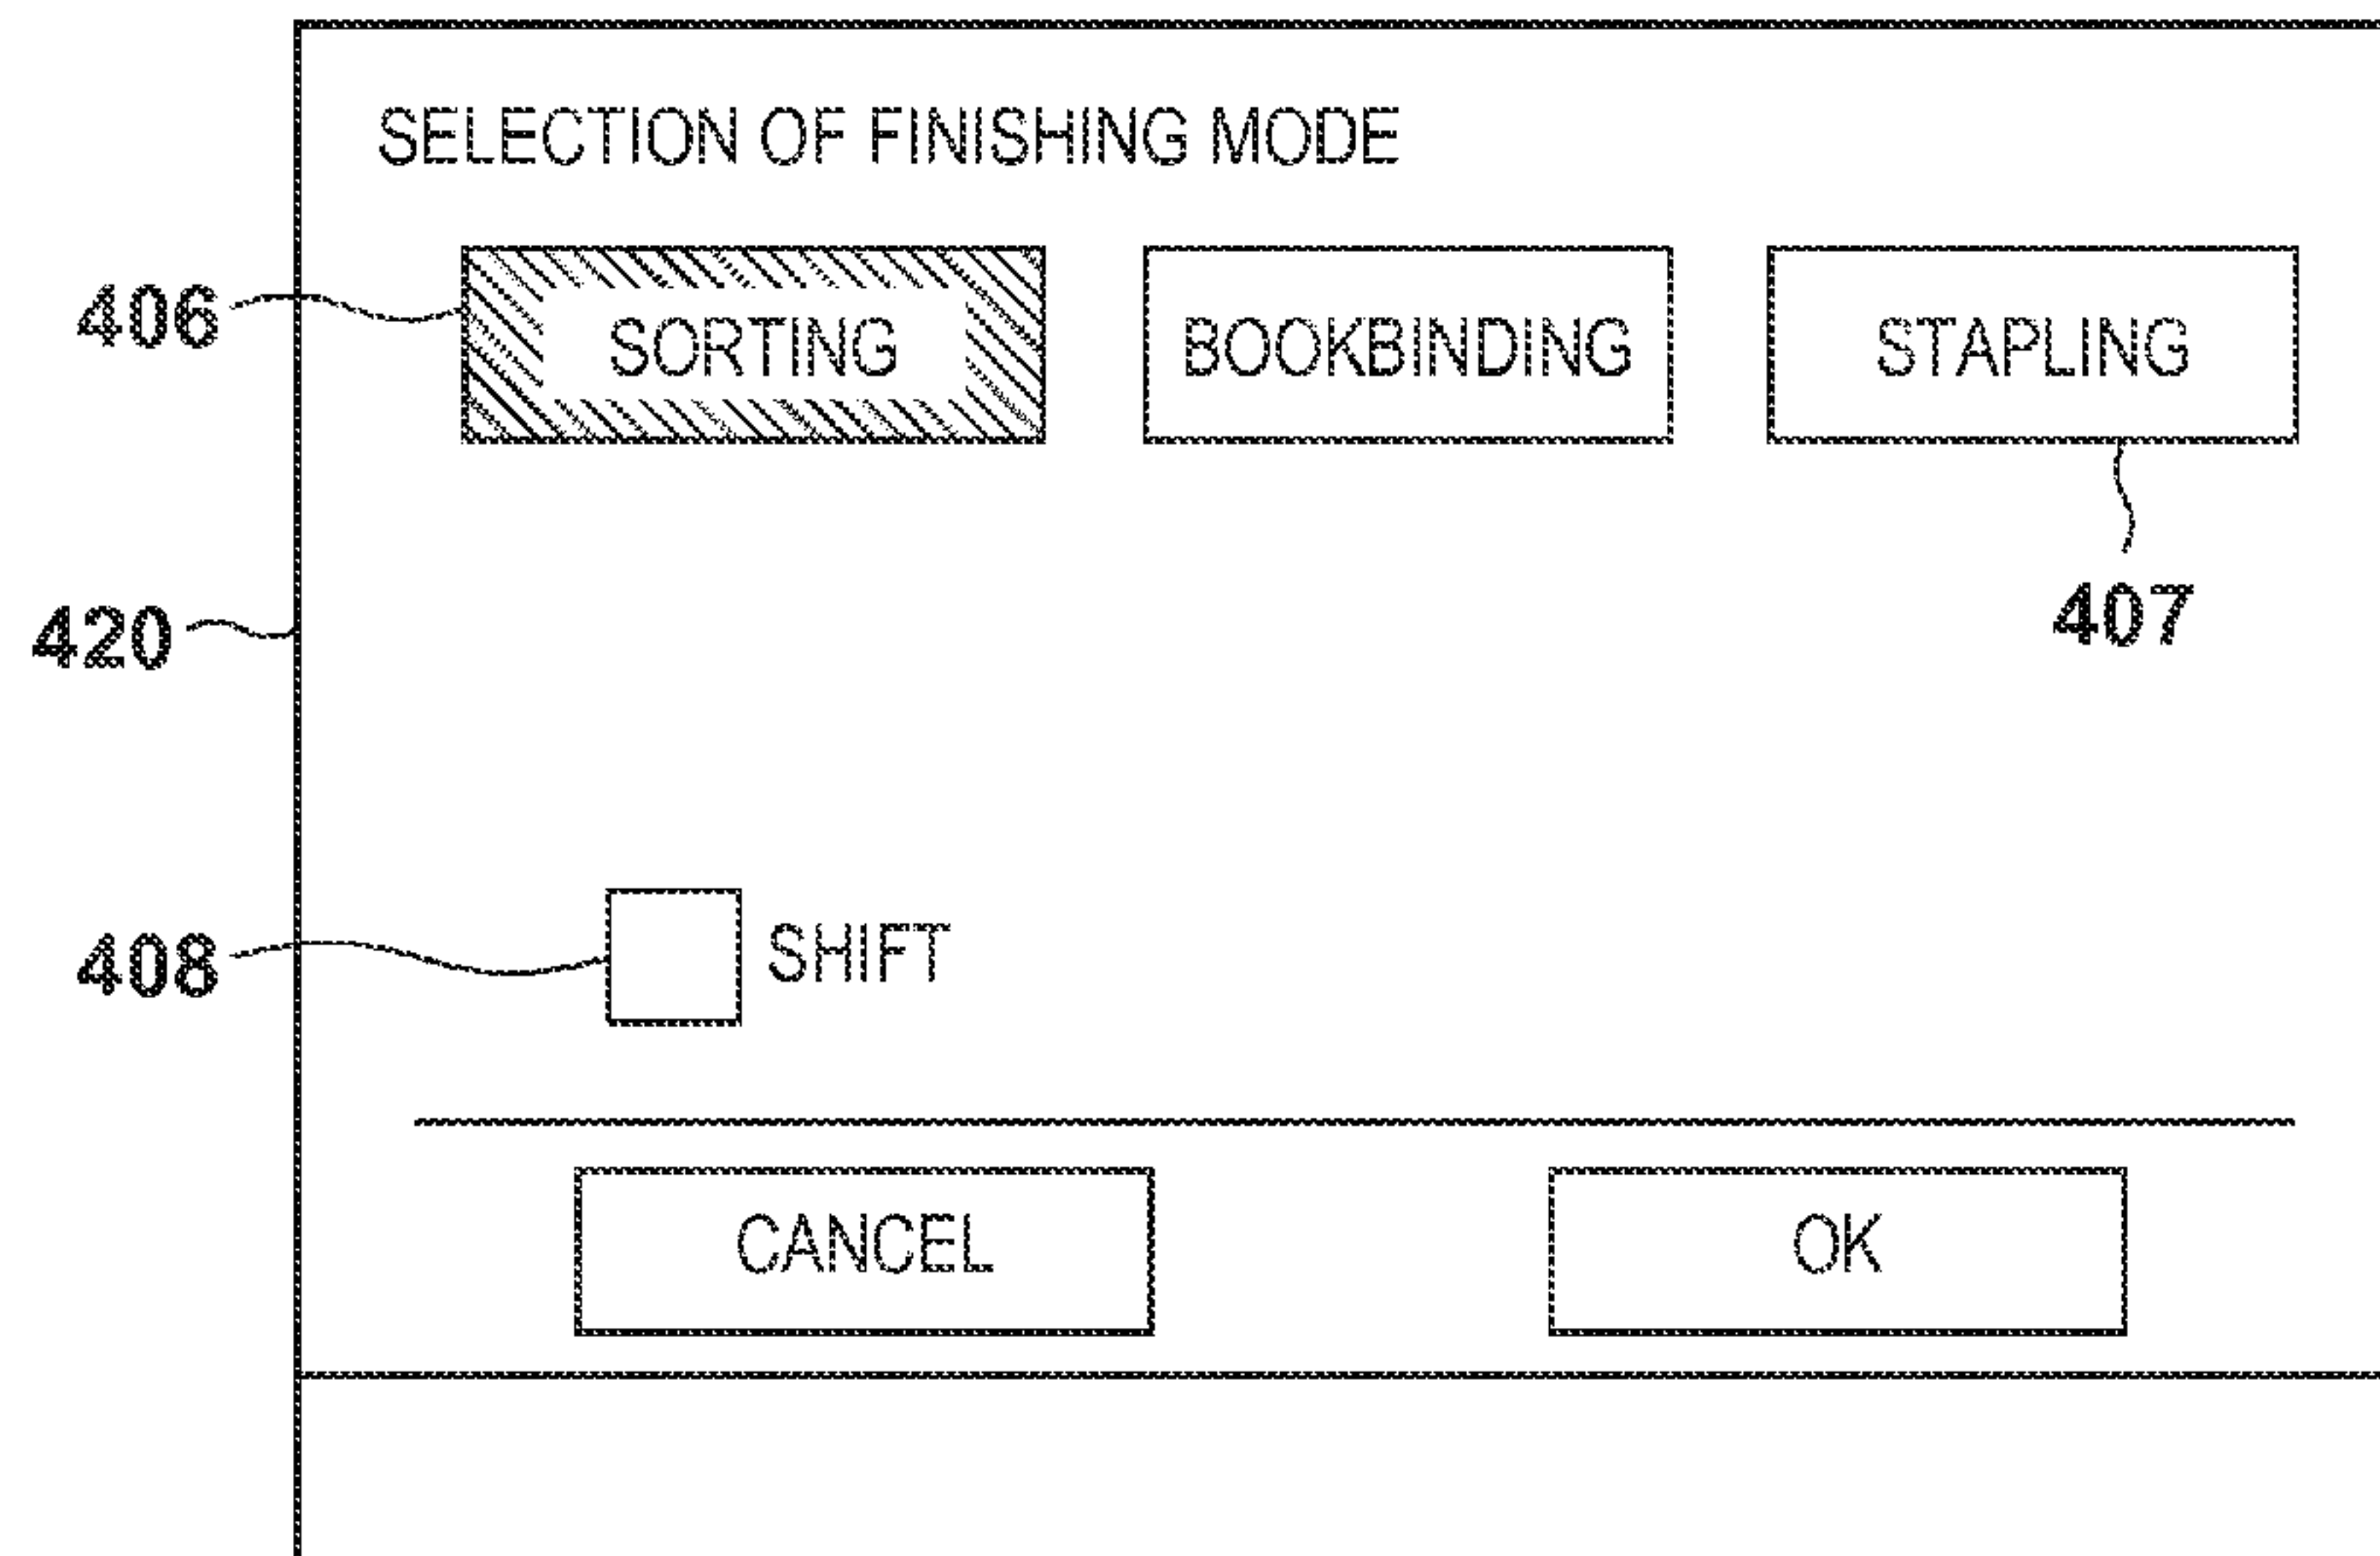 SELECTION OF FINISHING MODE
406
SORTING
BOOKBINDING
STAPLING
420
407
408
SHIFT
CANCEL
OK